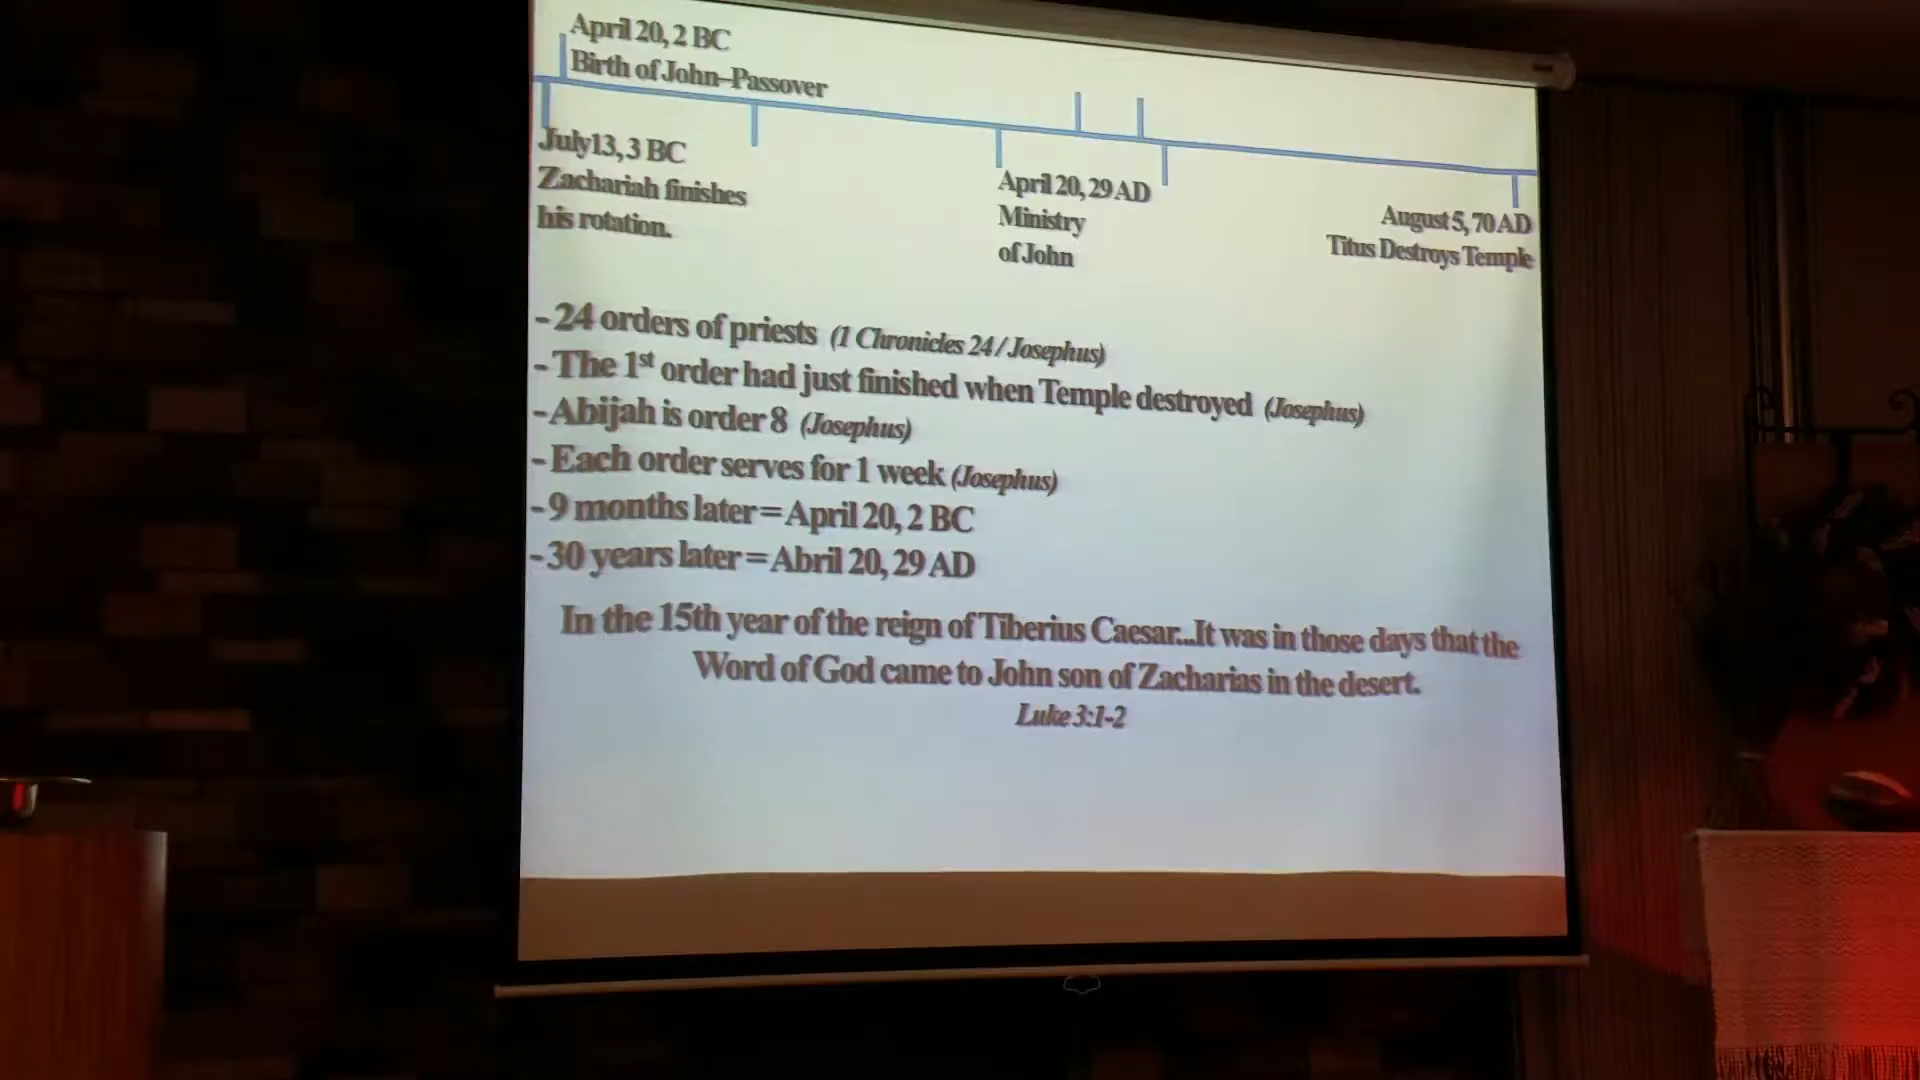 April 20, 2 BC
Birth of John–Passover
July13, 3 BC
Zachariah finishes
his rotation.
April 20, 29 AD
Ministry
of John
August 5, 70 AD
Titus Destroys Temple
- 24 orders of priests (1 Chronicles 24 / Josephus)
- The 1st order had just finished when Temple destroyed (Josephus)
- Abijah is order 8 (Josephus)
- Each order serves for 1 week (Josephus)
- 9 months later = April 20, 2 BC
- 30 years later = Abril 20, 29 AD
In the 15th year of the reign of Tiberius Caesar...It was in those days that the
Word of God came to John son of Zacharias in the desert.
Luke 3:1-2